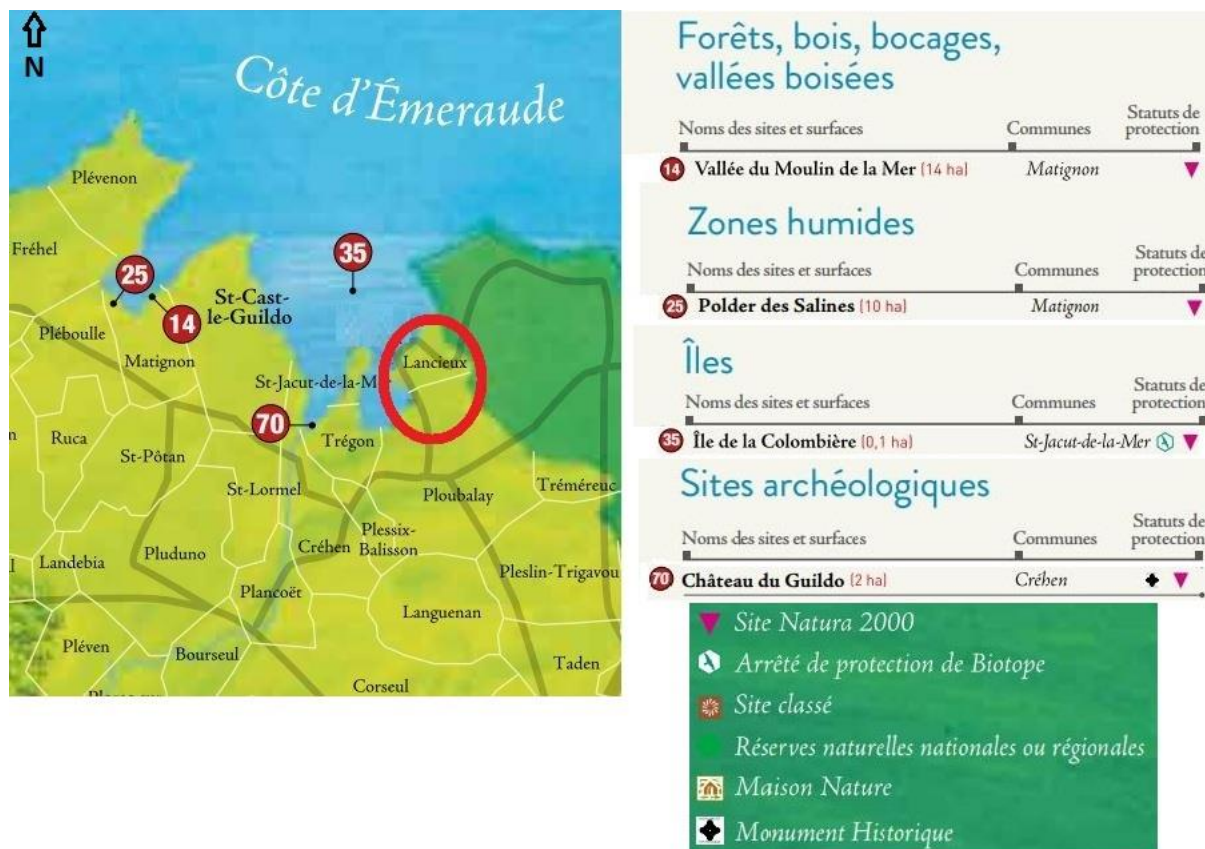 N
Côte d'Émeraude
Plévenon
Fréhel
35
25
St-Cast-
le-Guildo
14
Pléboulle
Matignon
Lancieux
St-Jacut-de-la-M
70
Trégon
Ruca
St-Pôtan
St-Lormel
Ploubalay
Tréméreuc
Plessix-
Balisson
Créhen
Landebia
Pluduno
Pleslin-Trigavou
Plancoët
Languenan
Pléven
Bourseul
Taden
Corseul
Forêts, bois, bocages,
vallées boisées
Noms des sites et surfaces Communes Statuts de
protection
14 Vallée du Moulin de la Mer (14 ha) Matignon
Zones humides
Noms des sites et surfaces Communes Statuts de
protection
25 Polder des Salines (10 ha) Matignon
Îles
Noms des sites et surfaces Communes Statuts de
protection
35 Île de la Colombière (0,1 ha) St-Jacut-de-la-Mer
Sites archéologiques
Noms des sites et surfaces Communes Statuts de
protection
70 Château du Guildo (2 ha) Créhen
Site Natura 2000
Arrêté de protection de Biotope
Site classé
Réserves naturelles nationales ou régionales
Maison Nature
Monument Historique